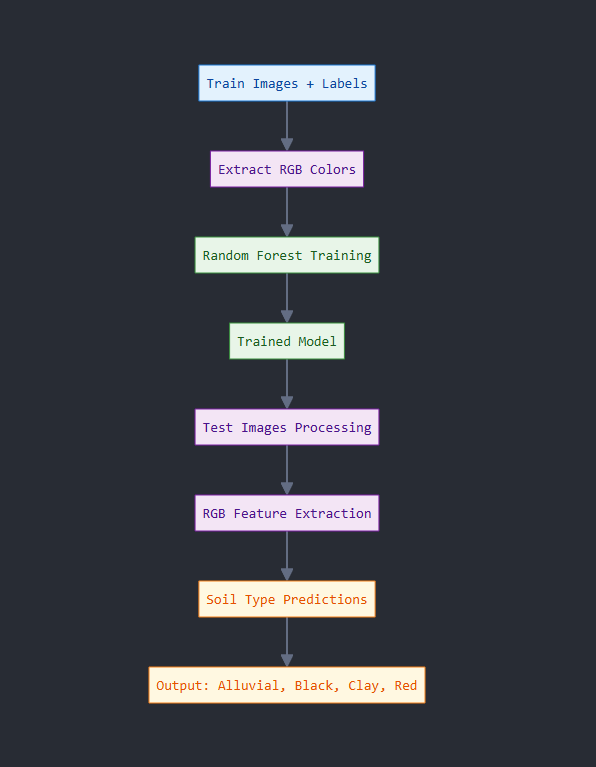 Train Images + Labels
Extract RGB Colors
Random Forest Training
Trained Model
Test Images Processing
RGB Feature Extraction
Soil Type Predictions
Output: Alluvial, Black, Clay, Red